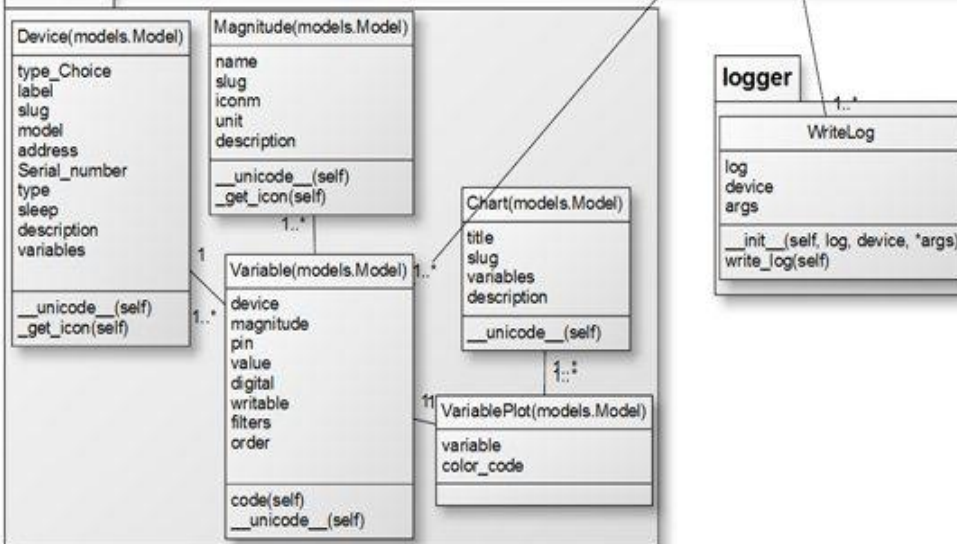 Device(models.Model)
type_Choice
label
slug
model
address
Serial_number
type
sleep
description
variables
__unicode__(self)
_get_icon(self)
Magnitude(models.Model)
name
slug
iconm
unit
description
__unicode__(self)
_get_icon(self)
1..*
1
1..*
Variable(models.Model)
1..*
device
magnitude
pin
value
digital
writable
filters
order
code(self)
__unicode__(self)
Chart(models.Model)
title
slug
variables
description
__unicode__(self)
1..*
1..*
11
VariablePlot(models.Model)
variable
color_code
logger
1..*
WriteLog
log
device
args
__init__(self, log, device, *args)
write_log(self)